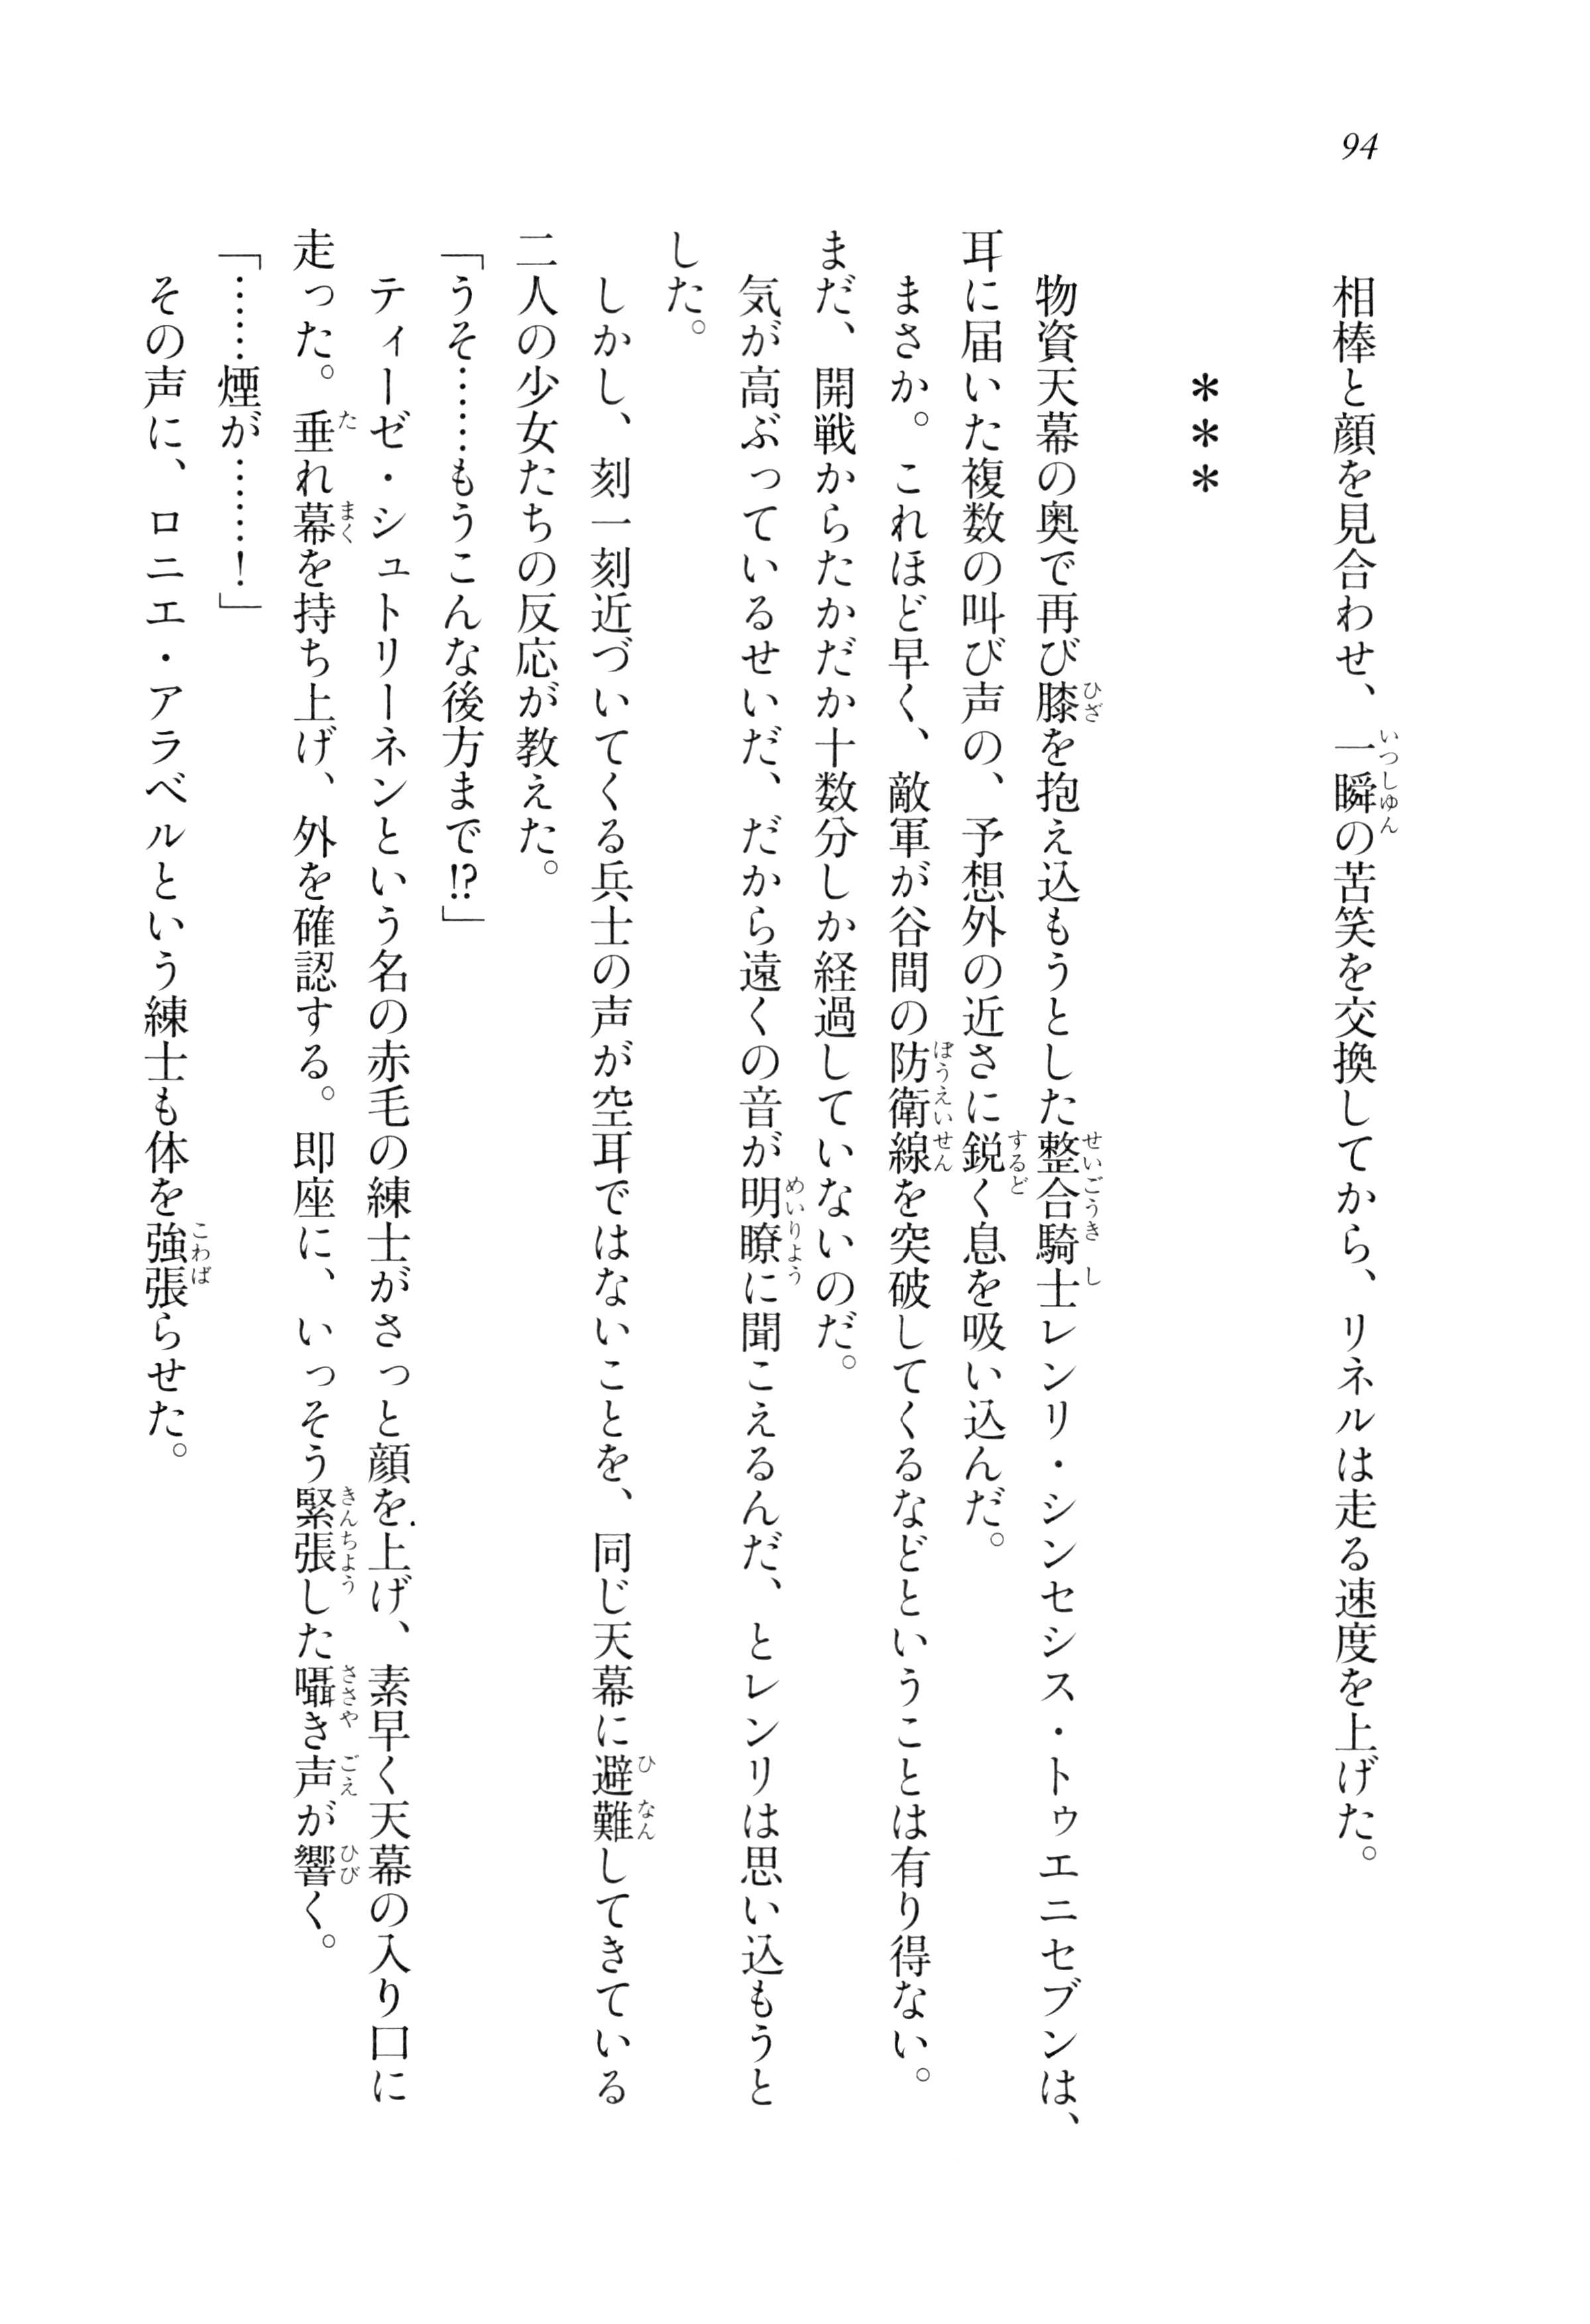 94
相棒と顔を見合わせ、一瞬の苦笑を交換してから、リネルは走る速度を上げた。
＊＊＊
物資天幕の奥で再び膝を抱え込もうとした整合騎士レンリ・シンセシス・トゥエニセブンは、
耳に届いた複数の叫び声の、予想外の近さに鋭く息を吸い込んだ。
まさか。これほど早く、敵軍が谷間の防衛線を突破してくるなどということは有り得ない。
まだ、開戦からたかだか十数分しか経過していないのだ。
気が高ぶっているせいだ、だから遠くの音が明瞭に聞こえるんだ、とレンリは思い込もうと
した。
しかし、刻一刻近づいてくる兵士の声が空耳ではないことを、同じ天幕に避難してきている
二人の少女たちの反応が教えた。
「うそ……もうこんな後方まで!?」
ティーゼ・シュトリーネンという名の赤毛の練士がさっと顔を上げ、素早く天幕の入り口に
走った。垂れ幕を持ち上げ、外を確認する。即座に、いっそう緊張した囁き声が響く。
「……煙が……！」
その声に、ロニエ・アラベルという練士も体を強張らせた。